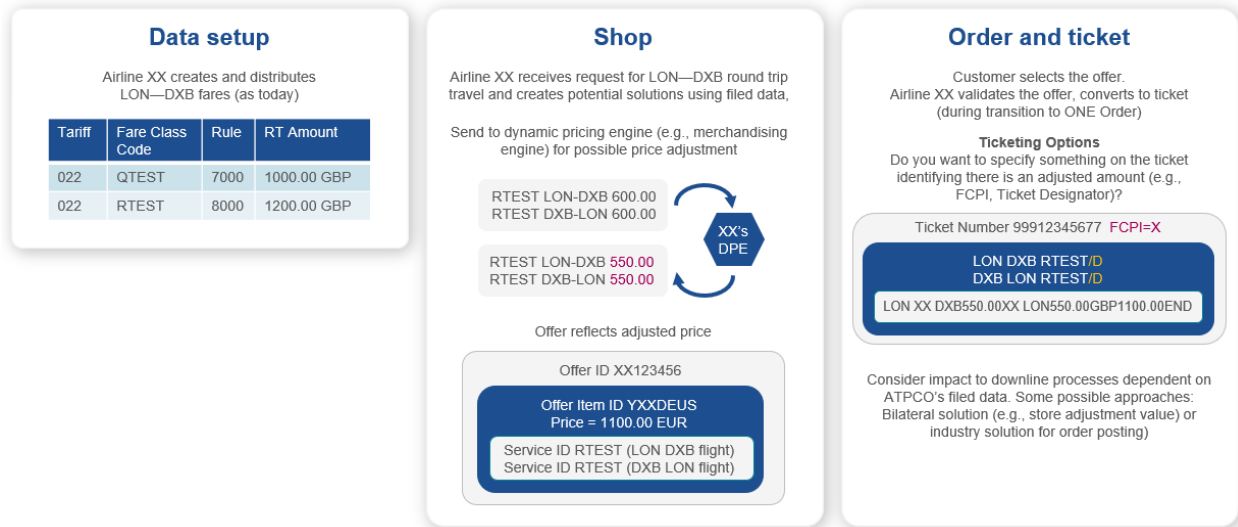 Data setup
Airline XX creates and distributes
LON—DXB fares (as today)
Tariff Fare Class Code Rule RT Amount
022 QTEST 7000 1000.00 GBP
022 RTEST 8000 1200.00 GBP
Shop
Airline XX receives request for LON—DXB round trip
travel and creates potential solutions using filed data,
Send to dynamic pricing engine (e.g., merchandising
engine) for possible price adjustment
RTEST LON-DXB 600.00
RTEST DXB-LON 600.00
XX's
DPE
RTEST LON-DXB 550.00
RTEST DXB-LON 550.00
Offer reflects adjusted price
Offer ID XX123456
Offer Item ID YXXDEUS
Price = 1100.00 EUR
Service ID RTEST (LON DXB flight)
Service ID RTEST (DXB LON flight)
Order and ticket
Customer selects the offer.
Airline XX validates the offer, converts to ticket
(during transition to ONE Order)
Ticketing Options
Do you want to specify something on the ticket
identifying there is an adjusted amount (e.g.,
FCPI, Ticket Designator)?
Ticket Number 99912345677 FCPI=X
LON DXB RTEST/D
DXB LON RTEST/D
LON XX DXB550.00XX LON550.00GBP1100.00END
Consider impact to downline processes dependent on
ATPCO's filed data. Some possible approaches:
Bilateral solution (e.g., store adjustment value) or
industry solution for order posting)